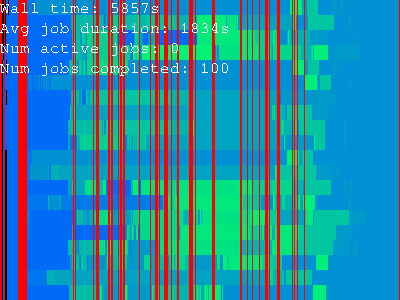 Wall time: 5857s
Avg job duration: 1834s
Num active jobs: 0
Num jobs completed: 100